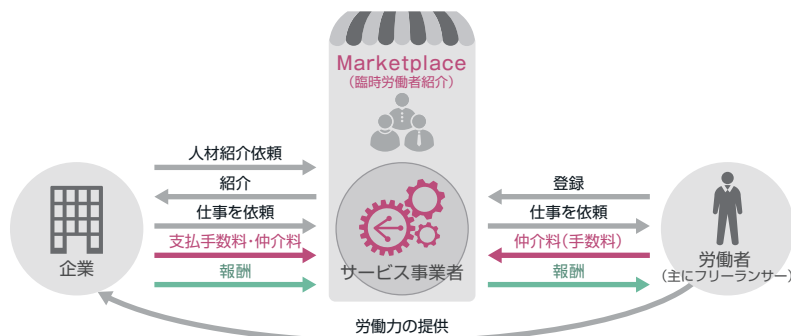 Marketplace
（臨時労働者紹介）
人材紹介依頼
紹介
仕事を依頼
支払手数料・仲介料
報酬
企業
サービス事業者
登録
仕事を依頼
仲介料（手数料）
報酬
労働者
（主にフリーランサー）
労働力の提供